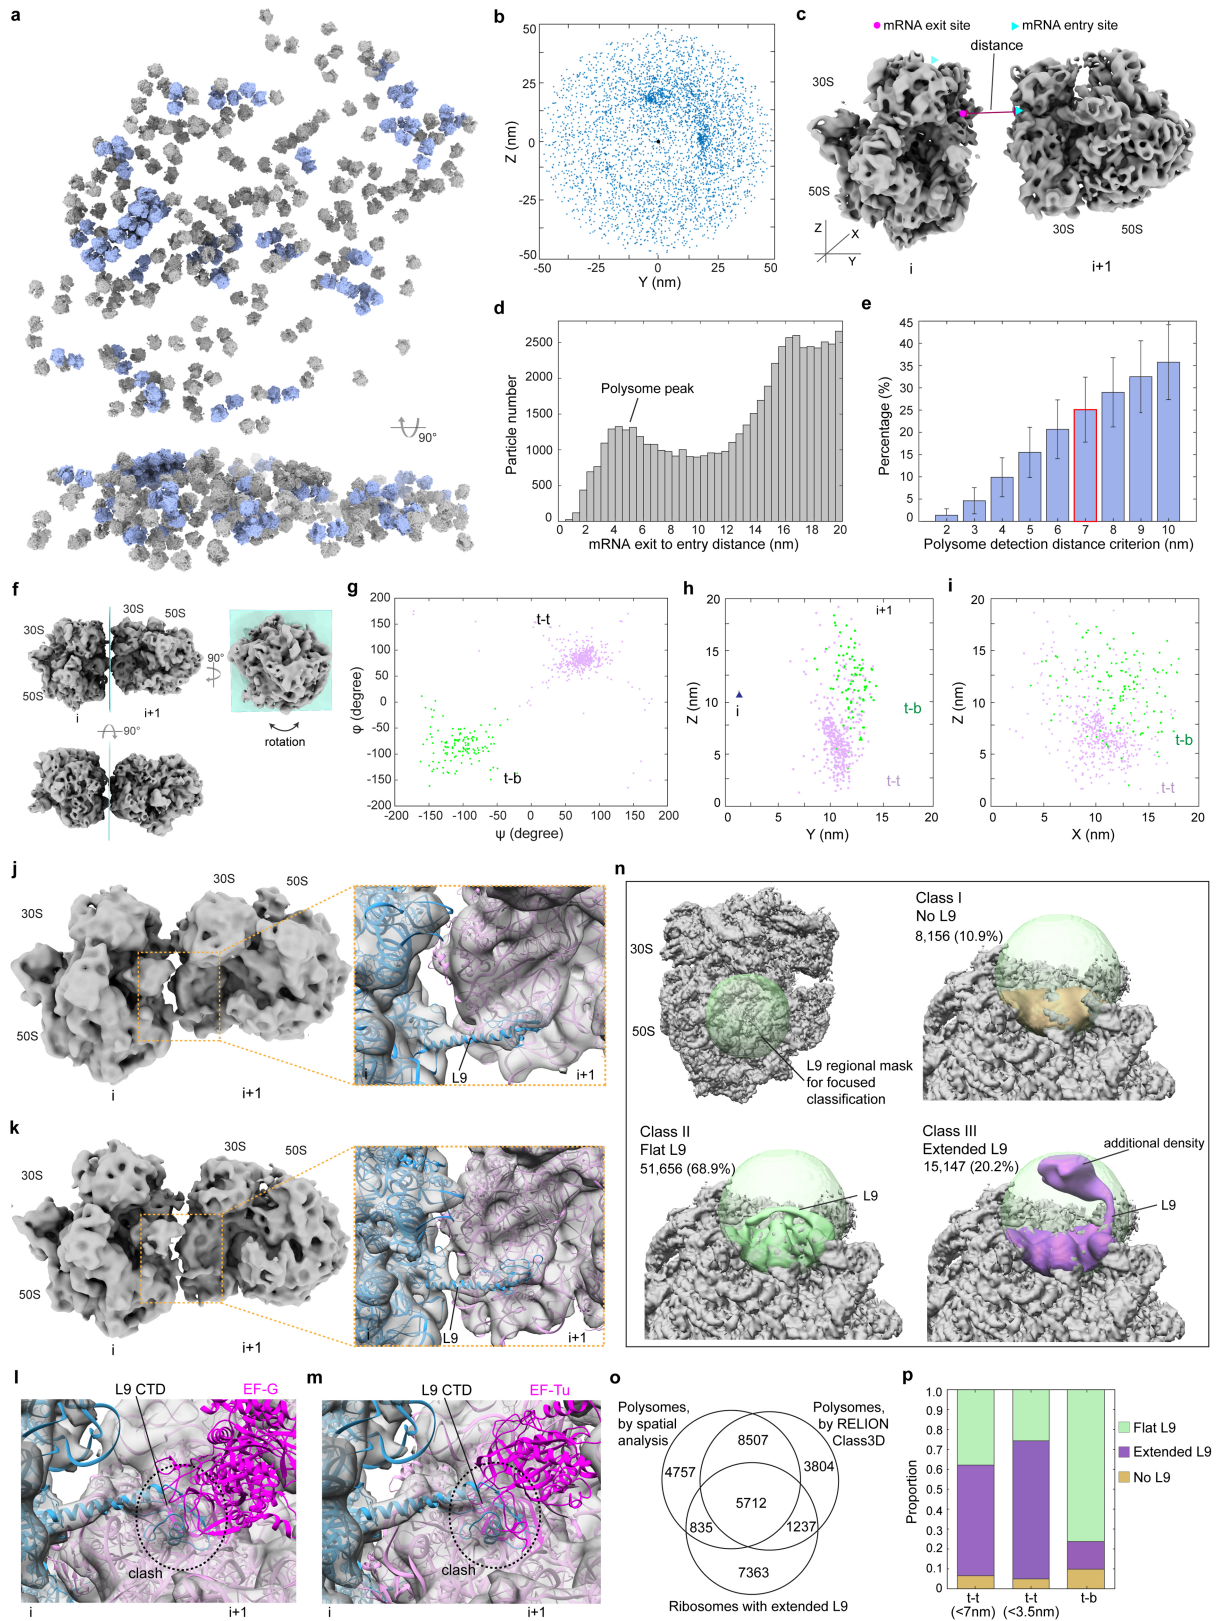 a
90°
b
Z (nm)
50
25
0
-25
-50
-50
-25
0
25
50
Y (nm)
c
mRNA exit site
mRNA entry site
distance
30S
50S
Z
X
Y
i
30S
50S
i+1
d
Particle number
2500
2000
1500
1000
500
0
Polysome peak
2
4
6
8
10
12
14
16
18
20
mRNA exit to entry distance (nm)
e
Percentage (%)
45
40
35
30
25
20
15
10
5
0
2
3
4
5
6
7
8
9
10
Polysome detection distance criterion (nm)
f
30S
50S
30S
50S
i
i+1
90°
90°
rotation
g
φ (degree)
200
150
100
50
0
-50
-100
-150
-200
t-t
t-b
-200
-150
-100
-50
0
50
100
150
200
ψ (degree)
h
Z (nm)
20
15
10
5
0
i+1
i
t-b
t-t
0
5
10
15
20
Y (nm)
i
Z (nm)
20
15
10
5
0
t-b
t-t
0
5
10
15
20
X (nm)
j
30S
50S
30S
50S
i
i+1
i
L9
i+1
k
30S
50S
30S
50S
i
i+1
i
L9
i+1
n
30S
50S
L9 regional mask
for focused
classification
Class I
No L9
8,156 (10.9%)
Class II
Flat L9
51,656 (68.9%)
L9
Class III
Extended L9
15,147 (20.2%)
additional density
L9
l
L9 CTD
EF-G
clash
i
i+1
m
L9 CTD
EF-Tu
clash
i
i+1
o
Polysomes,
by spatial
analysis
Polysomes,
by RELION
Class3D
8507
4757
3804
5712
835
1237
7363
Ribosomes with extended L9
p
Proportion
1.0
0.9
0.8
0.7
0.6
0.5
0.4
0.3
0.2
0.1
0
t-t
(<7nm)
t-t
(<3.5nm)
t-b
Flat L9
Extended L9
No L9